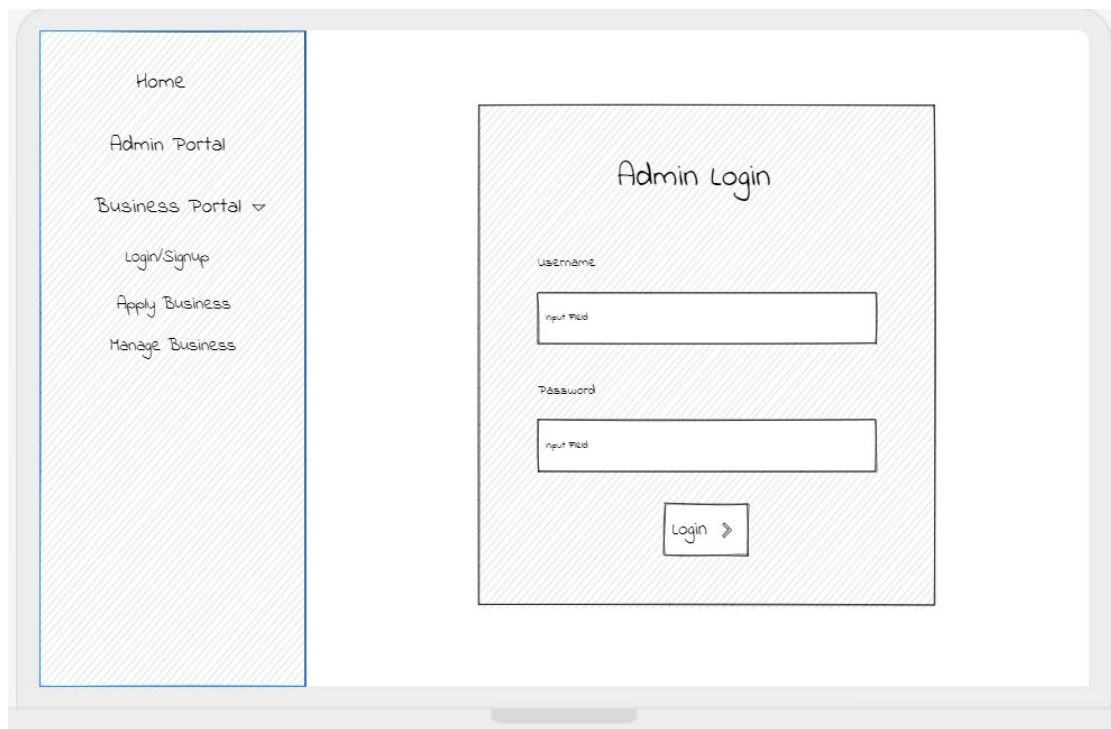 Home
Admin Portal
Business Portal
Login/Signup
Apply Business
Manage Business
Admin Login
Username
Input Field
Password
Input Field
Login